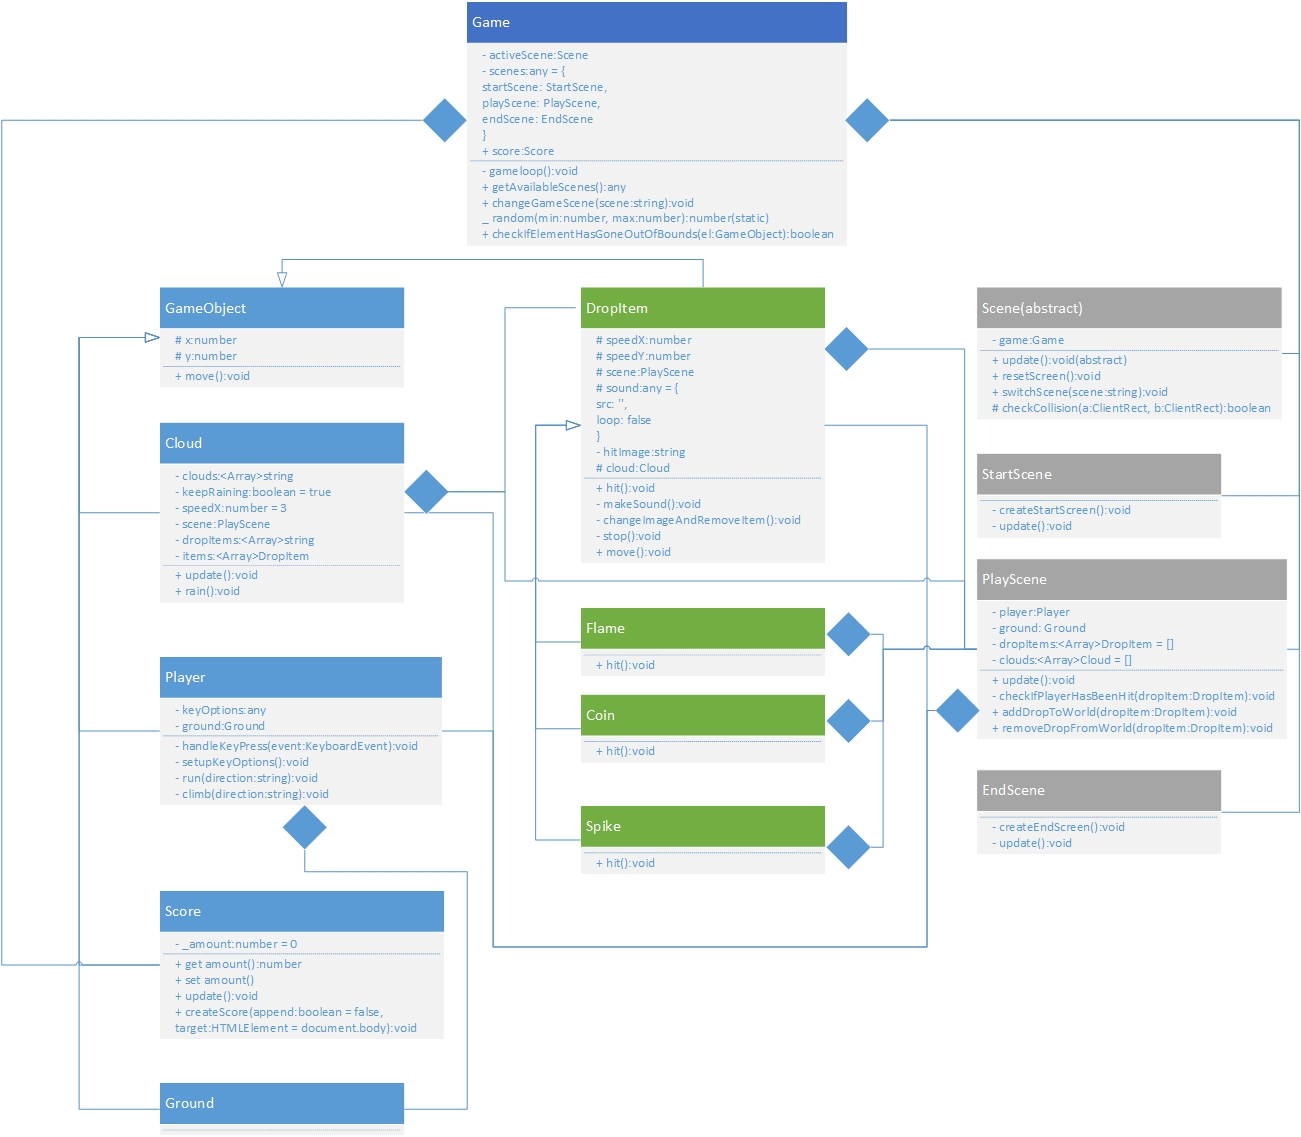 Game
- activeScene:Scene
- scenes:any = {
startScene: StartScene,
playScene: PlayScene,
endScene: EndScene
}
+ score:Score
- gameloop():void
+ getAvailableScenes():any
+ changeGameScene(scene:string):void
_ random(min:number, max:number):number(static)
+ checkIfElementHasGoneOutOfBounds(el:GameObject):boolean
GameObject
# x:number
# y:number
+ move():void
Cloud
- clouds:<Array>string
- keepRaining:boolean = true
- speedX:number = 3
- scene:PlayScene
- dropItems:<Array>string
- items:<Array>DropItem
+ update():void
+ rain():void
Player
- keyOptions:any
- ground:Ground
- handleKeyPress(event:KeyboardEvent):void
- setupKeyOptions():void
- run(direction:string):void
- climb(direction:string):void
Score
- _amount:number = 0
+ get amount():number
+ set amount()
+ update():void
+ createScore(append:boolean = false,
target:HTMLElement = document.body):void
Ground
DropItem
# speedX:number
# speedY:number
# scene:PlayScene
# sound:any = {
src: '',
loop: false
}
- hitImage:string
# cloud:Cloud
+ hit():void
- makeSound():void
- changeImageAndRemoveItem():void
- stop():void
+ move():void
Flame
+ hit():void
Coin
+ hit():void
Spike
+ hit():void
Scene(abstract)
- game:Game
+ update():void(abstract)
+ resetScreen():void
+ switchScene(scene:string):void
# checkCollision(a:ClientRect, b:ClientRect):boolean
StartScene
- createStartScreen():void
- update():void
PlayScene
- player:Player
- ground: Ground
- dropItems:<Array>DropItem = []
- clouds:<Array>Cloud = []
+ update():void
- checkIfPlayerHasBeenHit(dropItem:DropItem):void
+ addDropToWorld(dropItem:DropItem):void
+ removeDropFromWorld(dropItem:DropItem):void
EndScene
- createEndScreen():void
- update():void